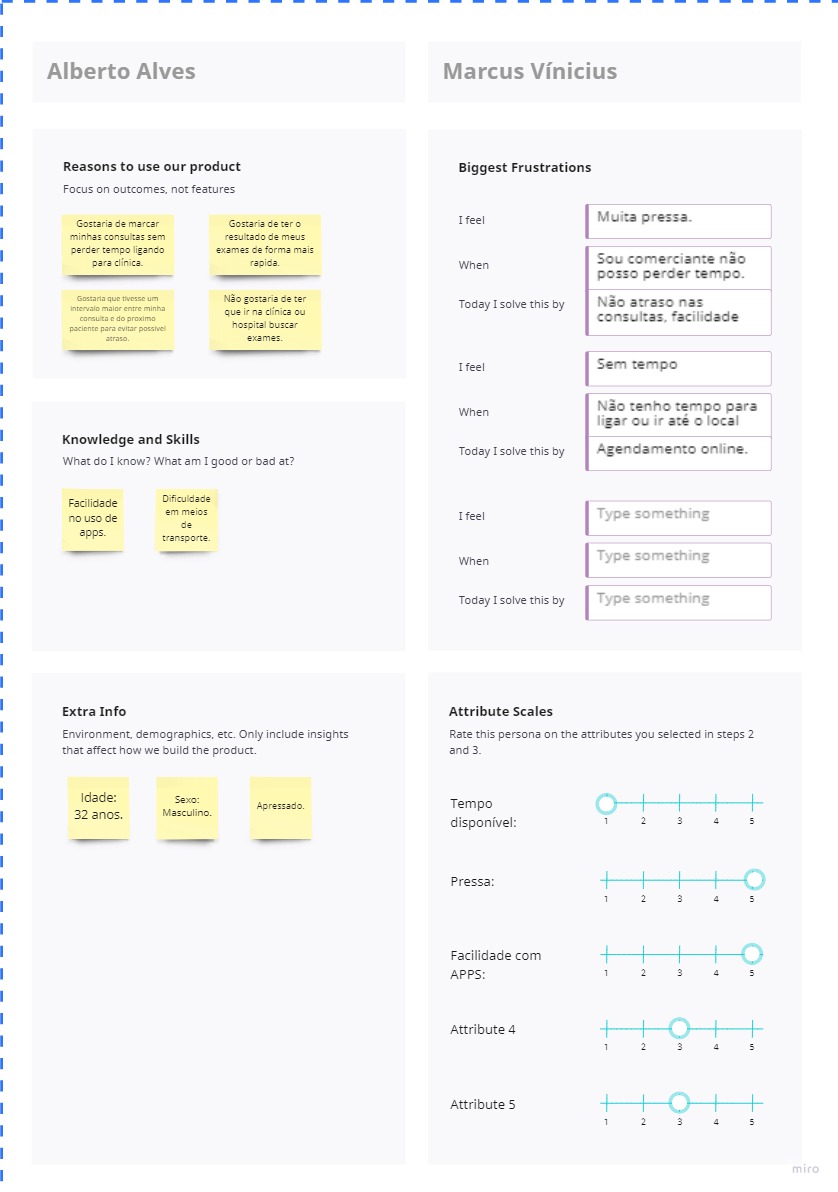 Alberto Alves
Marcus Vínicius
Reasons to use our product
Focus on outcomes, not features
Gostaria de marcar
minhas consultas sem
perder tempo ligando
para clínica.
Gostaria de ter o
resultado de meus
exames de forma mais
rapida.
Gostaria que tivesse um
intervalo maior entre minha
consulta e do proximo
paciente para evitar possivel
atraso.
Não gostaria de ter
que ir na clínica ou
hospital buscar
exames.
Knowledge and Skills
What do I know? What am I good or bad at?
Facilidade
no uso de
apps.
Dificuldade
em meios
de
transporte.
Extra Info
Environment, demographics, etc. Only include insights
that affect how we build the product.
Idade:
32 anos.
Sexo:
Masculino.
Apressado.
Biggest Frustrations
I feel
Muita pressa.
When
Sou comerciante não
posso perder tempo.
Today I solve this by
Não atraso nas
consultas, facilidade
I feel
Sem tempo
When
Não tenho tempo para
ligar ou ir até o local
Today I solve this by
Agendamento online.
I feel
Type something
When
Type something
Today I solve this by
Type something
Attribute Scales
Rate this persona on the attributes you selected in steps 2
and 3.
Tempo
disponível:
1 2 3 4 5
Pressa:
1 2 3 4 5
Facilidade com
APPS:
1 2 3 4 5
Attribute 4
1 2 3 4 5
Attribute 5
1 2 3 4 5
miro